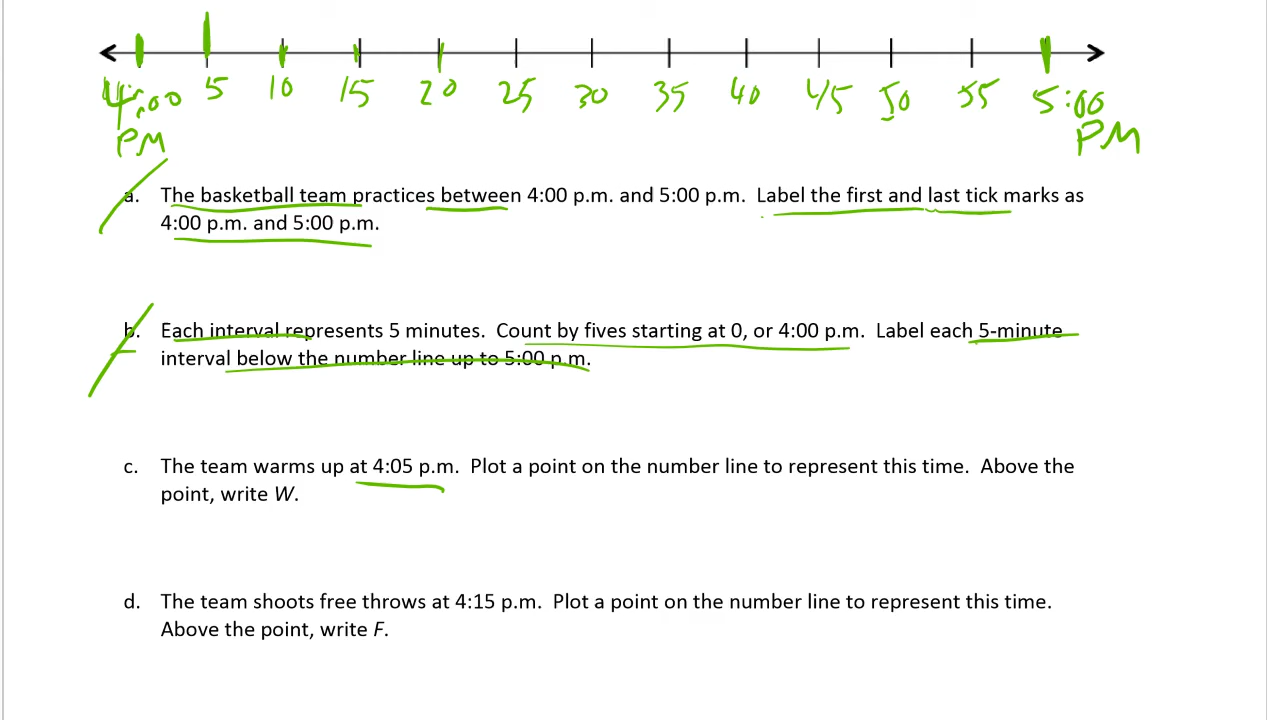 4:00 5 10 15 20 25 30 35 40 45 50 55 5:00
PM PM
a. The basketball team practices between 4:00 p.m. and 5:00 p.m. Label the first and last tick marks as
4:00 p.m. and 5:00 p.m.
b. Each interval represents 5 minutes. Count by fives starting at 0, or 4:00 p.m. Label each 5-minute
interval below the number line up to 5:00 p.m.
c. The team warms up at 4:05 p.m. Plot a point on the number line to represent this time. Above the
point, write W.
d. The team shoots free throws at 4:15 p.m. Plot a point on the number line to represent this time.
Above the point, write F.